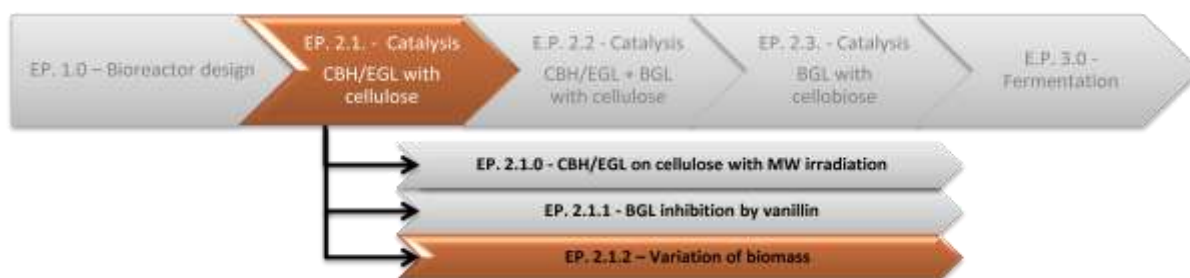 EP. 1.0 – Bioreactor design
EP. 2.1. - Catalysis
CBH/EGL with
cellulose
E.P. 2.2 - Catalysis
CBH/EGL + BGL
with cellulose
EP. 2.3. - Catalysis
BGL with
cellobiose
E.P. 3.0 -
Fermentation
EP. 2.1.0 - CBH/EGL on cellulose with MW irradiation
EP. 2.1.1 - BGL inhibition by vanillin
EP. 2.1.2 – Variation of biomass